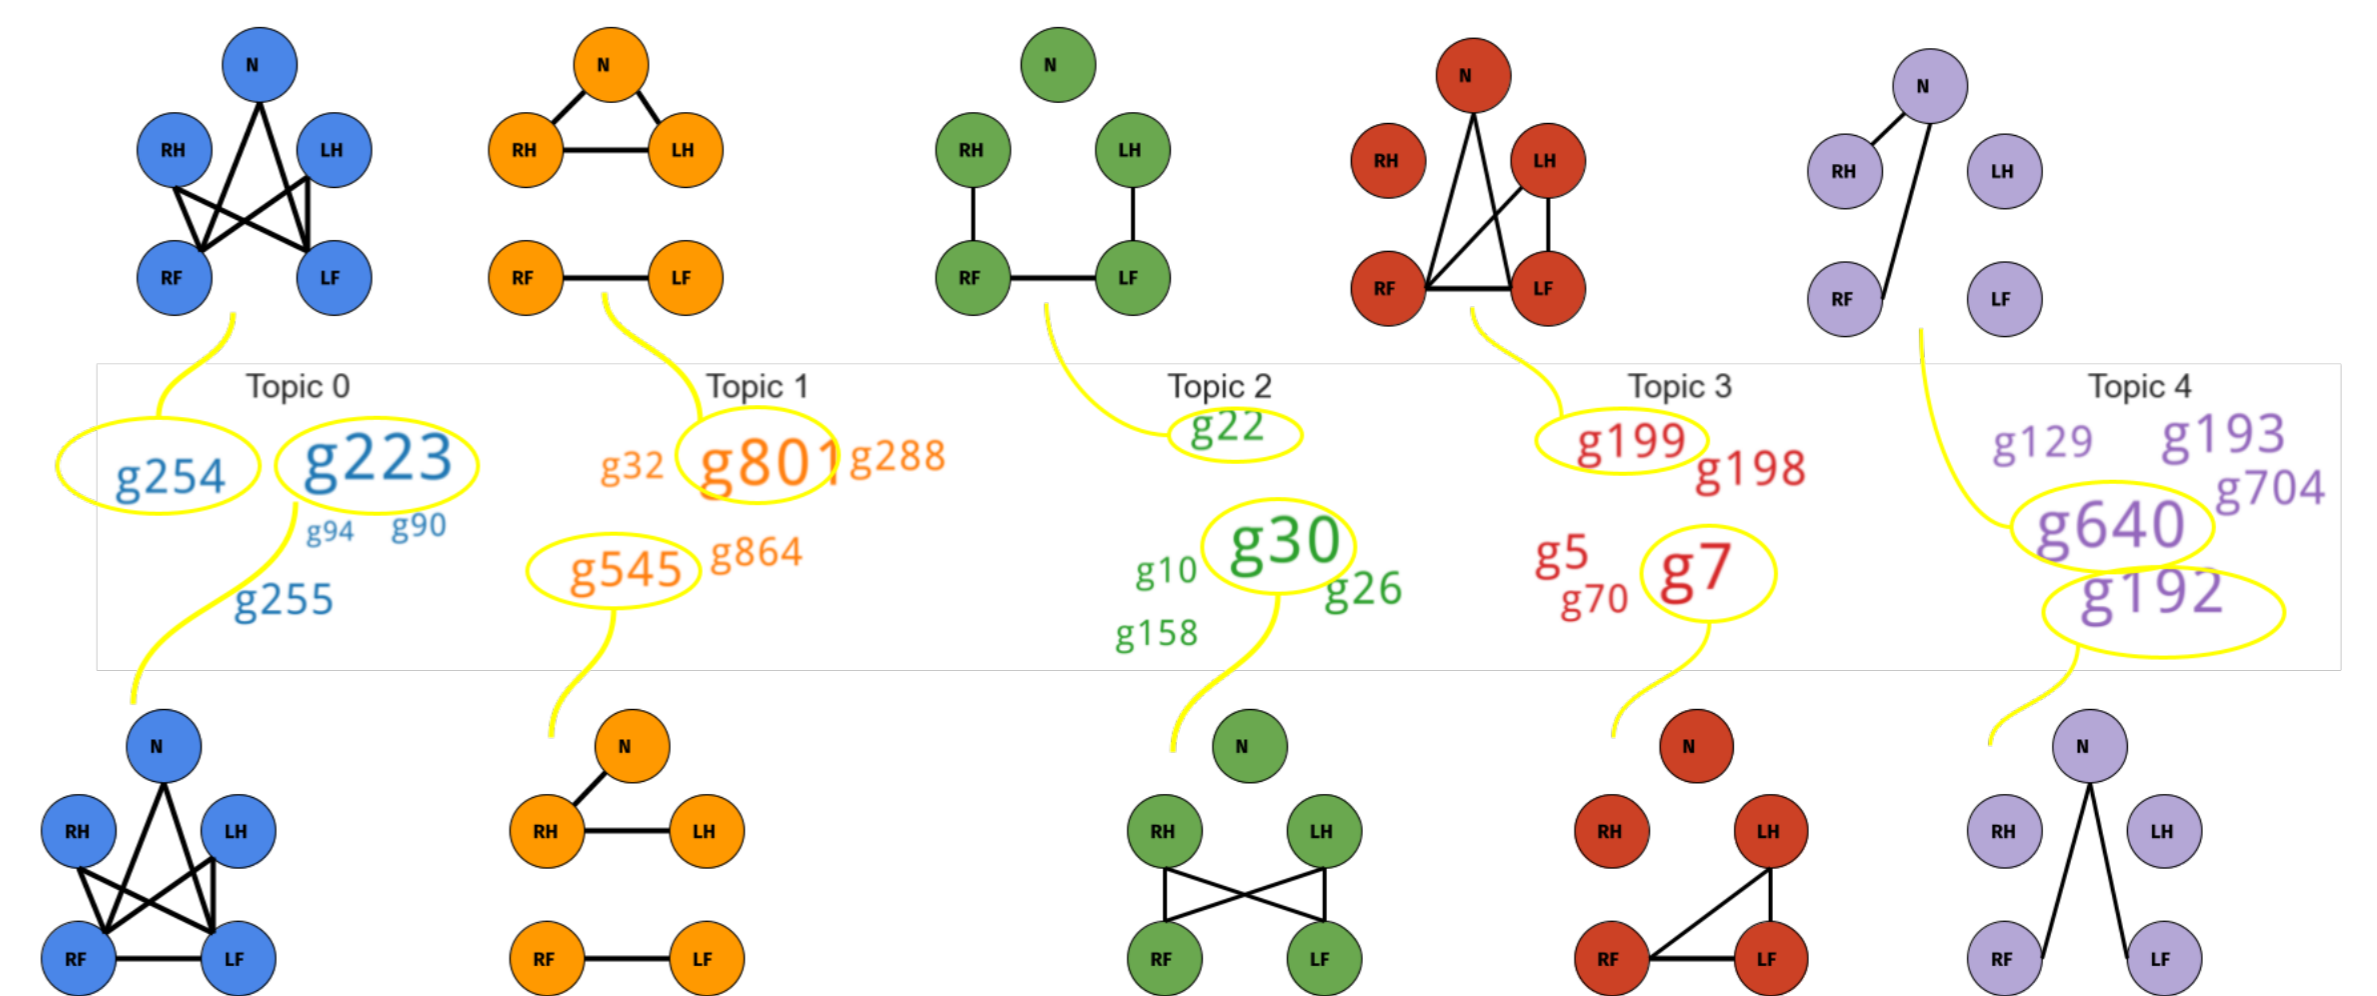 N
N
N
N
N
RH
LH
RH
LH
RH
LH
RH
LH
RH
LH
RF
LF
RF
LF
RF
LF
RF
LF
RF
LF
Topic 0
Topic 1
Topic 2
Topic 3
Topic 4
g254
g223
g94
g90
g255
g32
g801
g288
g545
g864
g22
g30
g10
g26
g158
g199
g198
g5
g7
g70
g129
g193
g704
g640
g192
N
N
N
N
N
RH
LH
RH
LH
RH
LH
RH
LH
RH
LH
RF
LF
RF
LF
RF
LF
RF
LF
RF
LF